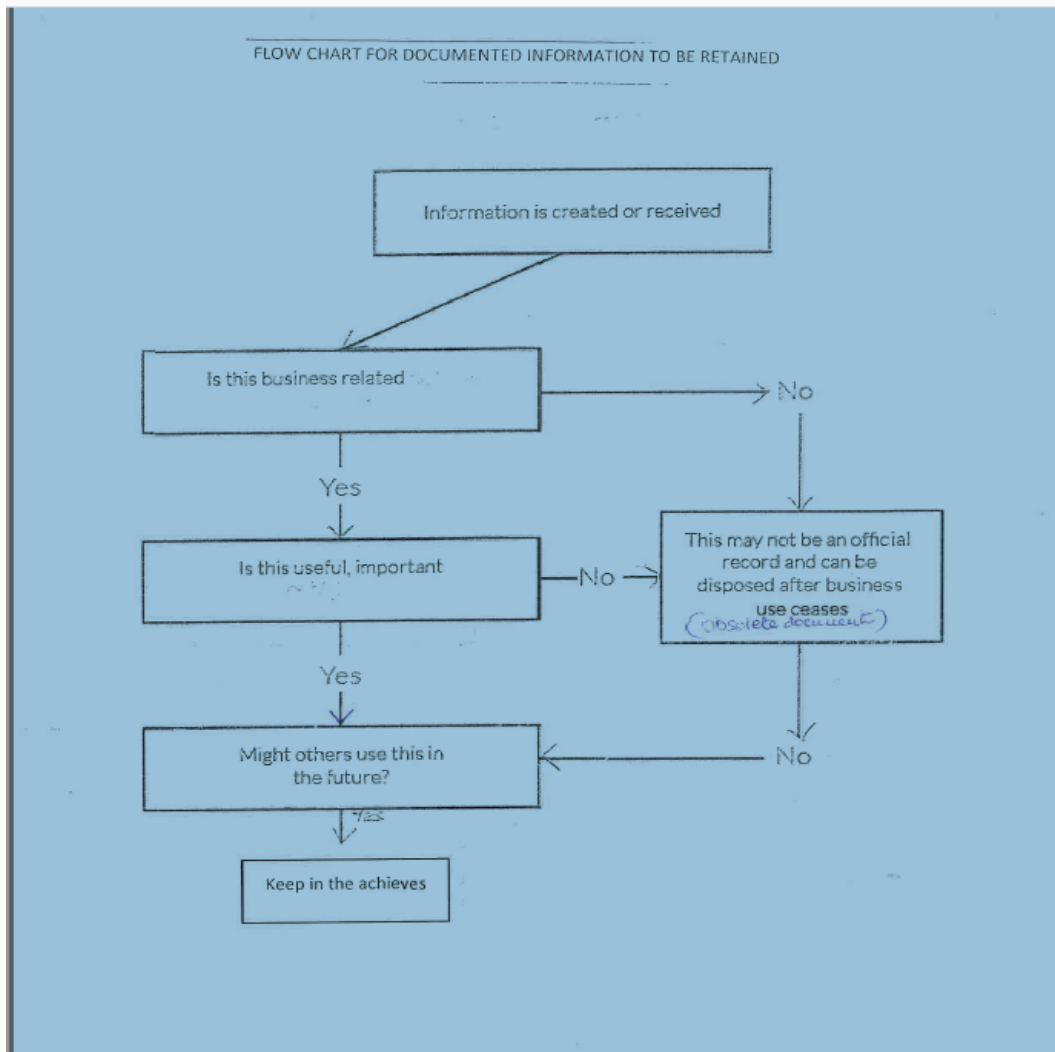 FLOW CHART FOR DOCUMENTED INFORMATION TO BE RETAINED
Information is created or received
Is this business related
No
Yes
Is this useful, important
No
This may not be an official
record and can be
disposed after business
use ceases
(obsolete document)
Yes
Might others use this in
the future?
No
Yes
Keep in the achieves